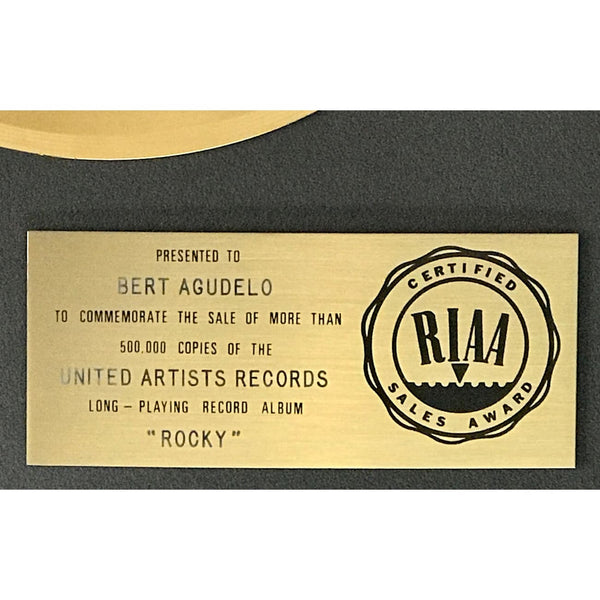 PRESENTED TO
BERT AGUDELO
TO COMMEMORATE THE SALE OF MORE THAN
500,000 COPIES OF THE
UNITED ARTISTS RECORDS
LONG – PLAYING RECORD ALBUM
"ROCKY"
CERTIFIED
RIAA
SALES AWARD